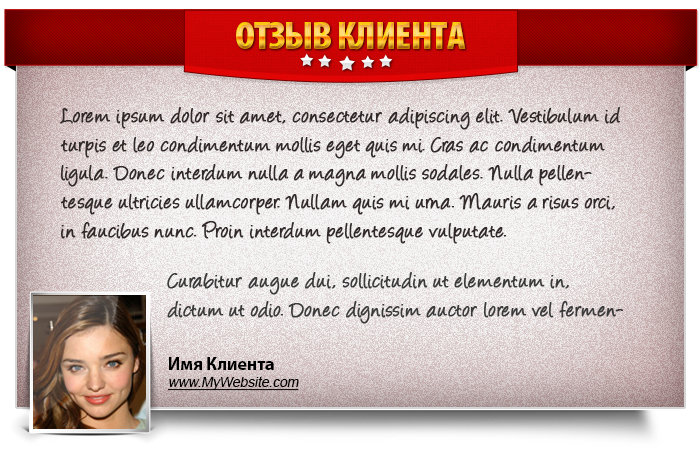 ОТЗЫВ КЛИЕНТА
Lorem ipsum dolor sit amet, consectetur adipiscing elit. Vestibulum id
turpis et leo condimentum mollis eget quis mi. Cras ac condimentum
ligula. Donec interdum nulla a magna mollis sodales. Nulla pellen-
tesque ultricies ullamcorper. Nullam quis mi urna. Mauris a risus orci,
in faucibus nunc. Proin interdum pellentesque vulputate.
Curabitur augue dui, sollicitudin ut elementum in,
dictum ut odio. Donec dignissim auctor lorem vel fermen-
Имя Клиента
www.MyWebsite.com